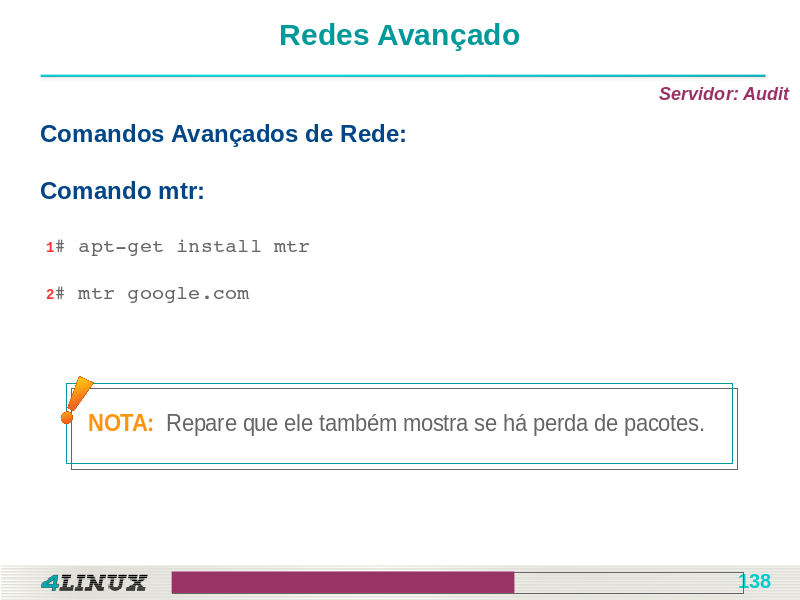 Redes Avançado
Servidor: Audit
Comandos Avançados de Rede:
Comando mtr:
1# apt-get install mtr
2# mtr google.com
NOTA: Repare que ele também mostra se há perda de pacotes.
4LINUX
138